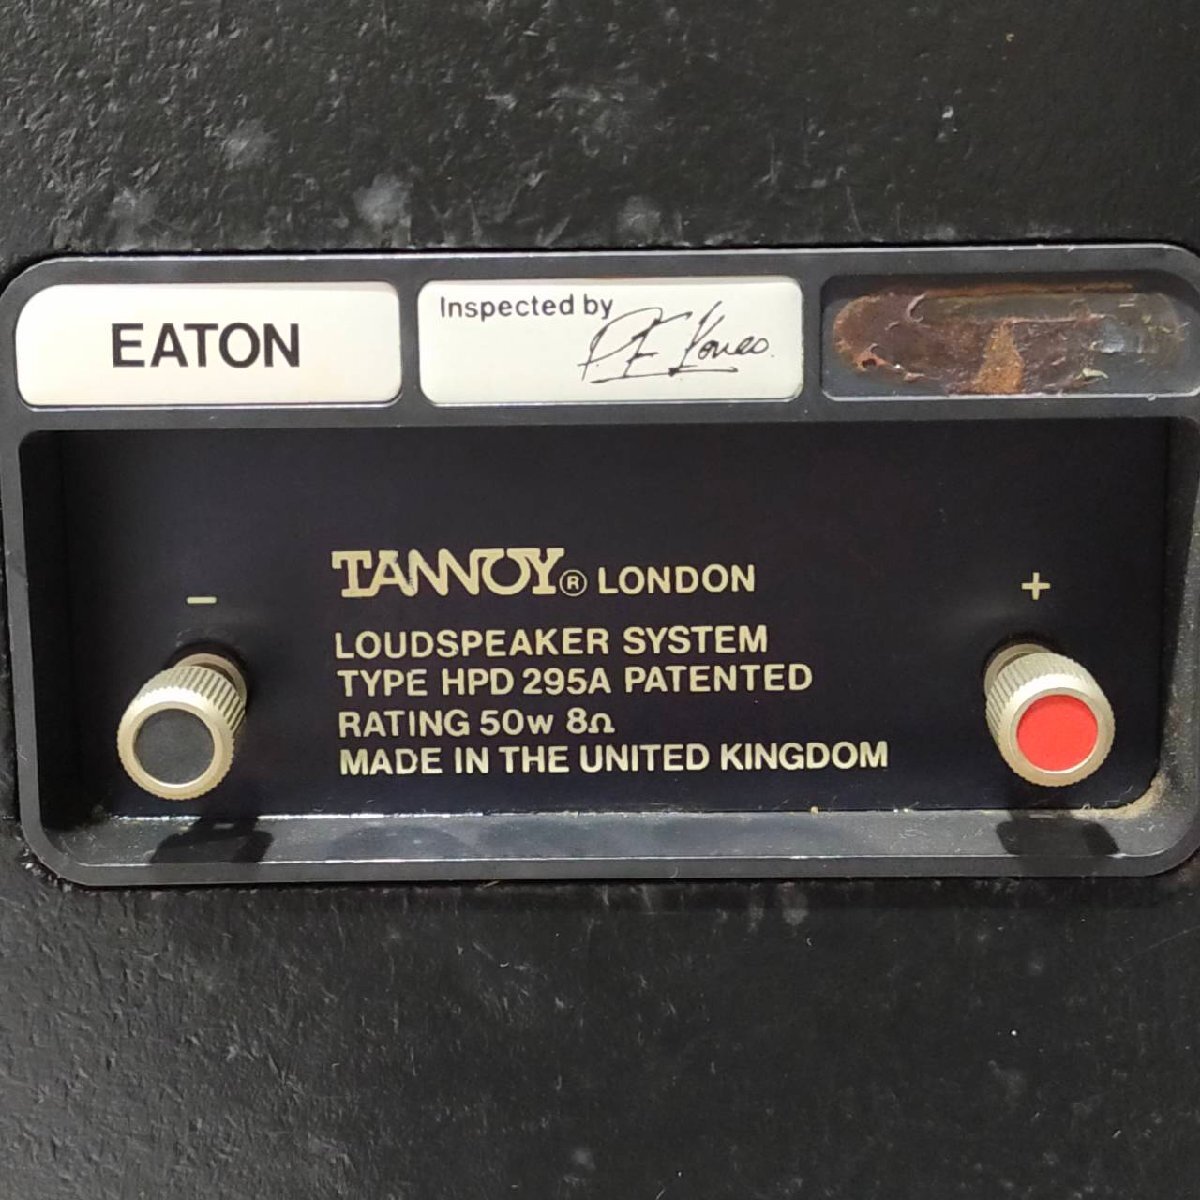 EATON
Inspected by
TANNOY® LONDON
− +
LOUDSPEAKER SYSTEM
TYPE HPD 295A PATENTED
RATING 50w 8Ω
MADE IN THE UNITED KINGDOM